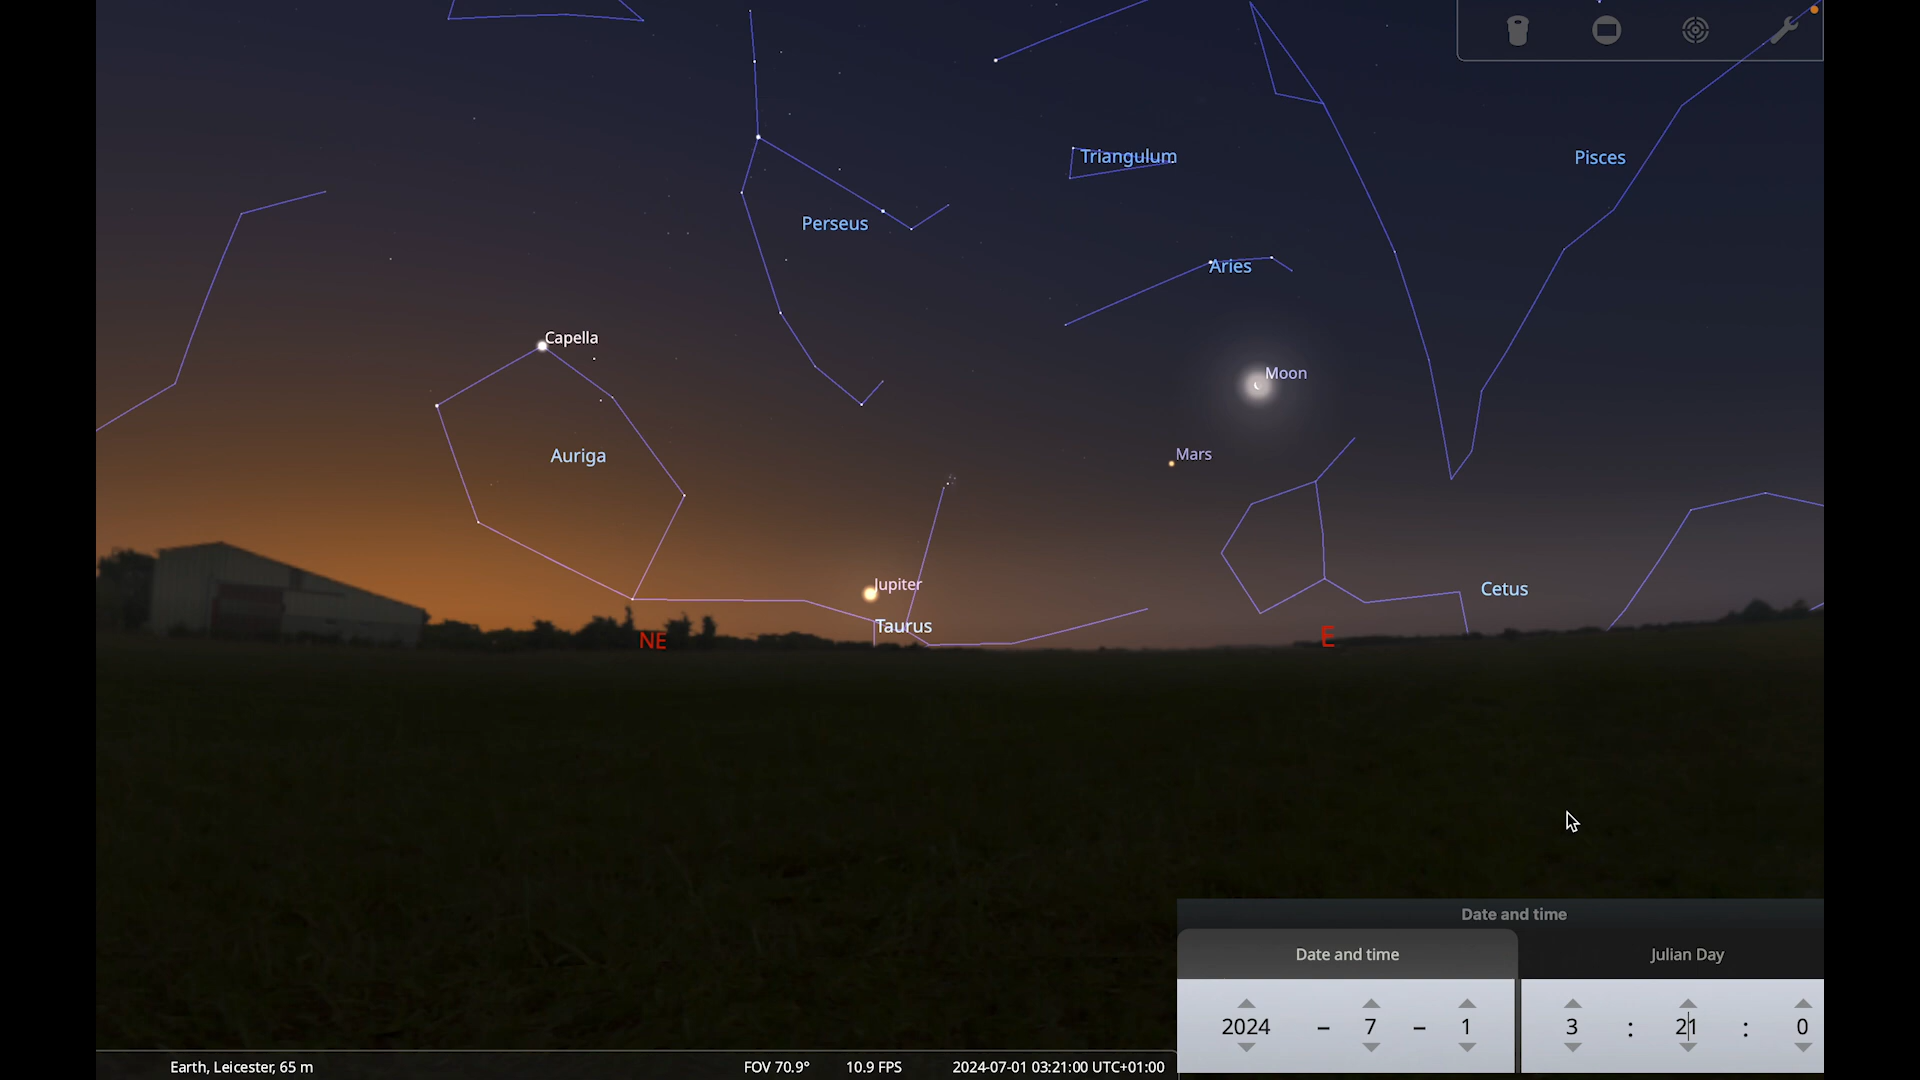 Triangulum
Pisces
Perseus
Aries
Capella
Moon
Auriga
Mars
Jupiter
Cetus
Taurus
NE
E
Date and time
Date and time
Julian Day
2024 – 7 – 1 3 : 21 : 0
Earth, Leicester, 65 m FOV 70.9° 10.9 FPS 2024-07-01 03:21:00 UTC+01:00